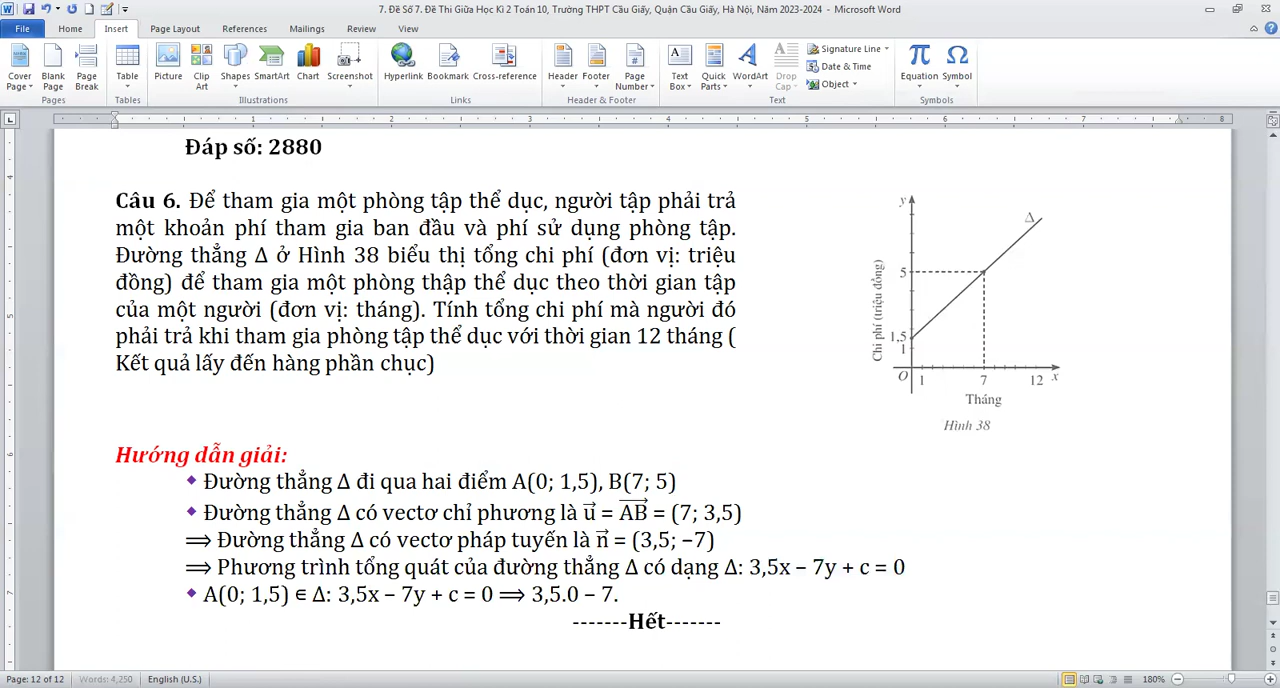 7. Đề Số 7. Đề Thi Giữa Học Kì 2 Toán 10, Trường THPT Cầu Giấy, Quận Cầu Giấy, Hà Nội, Năm 2023-2024 - Microsoft Word
File Home Insert Page Layout References Mailings Review View
Cover Page Blank Page Page Break Table Picture Clip Art Shapes SmartArt Chart Screenshot Hyperlink Bookmark Cross-reference Header Footer Page Number Text Box Quick Parts WordArt Drop Cap Signature Line Date & Time Object Equation Symbol
Pages Tables Illustrations Links Header & Footer Text Symbols
1 2 3 4 5 6 7 8
Đáp số: 2880
Câu 6. Để tham gia một phòng tập thể dục, người tập phải trả
một khoản phí tham gia ban đầu và phí sử dụng phòng tập.
Đường thẳng Δ ở Hình 38 biểu thị tổng chi phí (đơn vị: triệu
đồng) để tham gia một phòng thập thể dục theo thời gian tập
của một người (đơn vị: tháng). Tính tổng chi phí mà người đó
phải trả khi tham gia phòng tập thể dục với thời gian 12 tháng (
Kết quả lấy đến hàng phần chục)
y
Δ
5
Chi phí (triệu đồng)
1,5
1
O 1 7 12 x
Tháng
Hình 38
Hướng dẫn giải:
Đường thẳng Δ đi qua hai điểm A(0; 1,5), B(7; 5)
Đường thẳng Δ có vectơ chỉ phương là u⃗ = AB⃗ = (7; 3,5)
⟹ Đường thẳng Δ có vectơ pháp tuyến là n⃗ = (3,5; −7)
⟹ Phương trình tổng quát của đường thẳng Δ có dạng Δ: 3,5x − 7y + c = 0
A(0; 1,5) ∈ Δ: 3,5x − 7y + c = 0 ⟹ 3,5.0 − 7.
-------Hết-------
Page: 12 of 12 Words: 4,250 English (U.S.) 180%